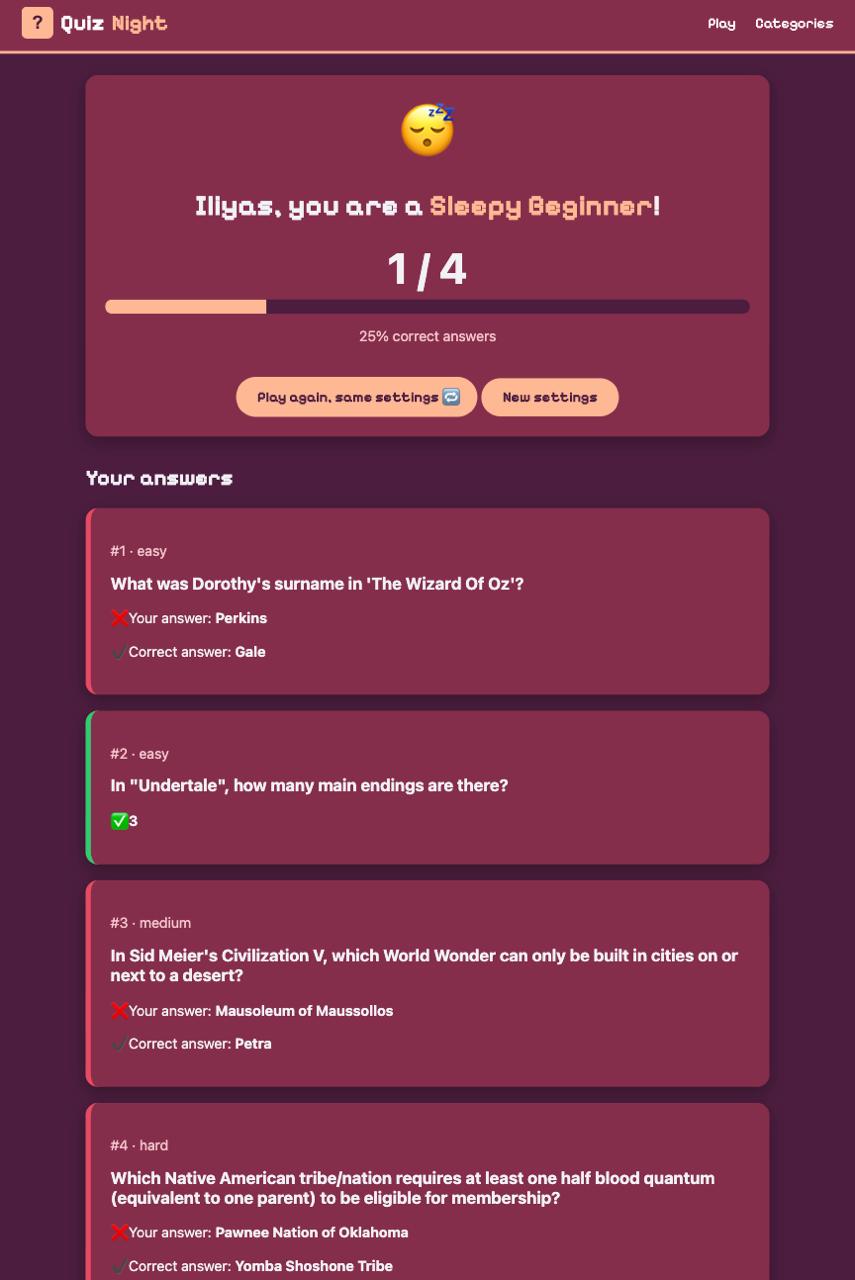 ? Quiz Night
Play Categories
Iliyas, you are a Sleepy Beginner!
1 / 4
25% correct answers
Play again, same settings 🔁 New settings
Your answers
#1 · easy
What was Dorothy's surname in 'The Wizard Of Oz'?
❌Your answer: Perkins
✔Correct answer: Gale
#2 · easy
In "Undertale", how many main endings are there?
✅3
#3 · medium
In Sid Meier's Civilization V, which World Wonder can only be built in cities on or
next to a desert?
❌Your answer: Mausoleum of Maussollos
✔Correct answer: Petra
#4 · hard
Which Native American tribe/nation requires at least one half blood quantum
(equivalent to one parent) to be eligible for membership?
❌Your answer: Pawnee Nation of Oklahoma
✔Correct answer: Yomba Shoshone Tribe